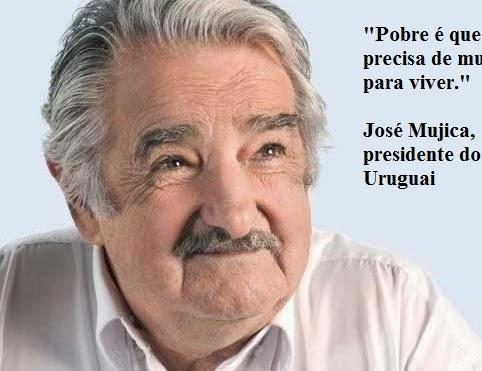 "Pobre é que
precisa de mu
para viver."
José Mujica,
presidente do
Uruguai